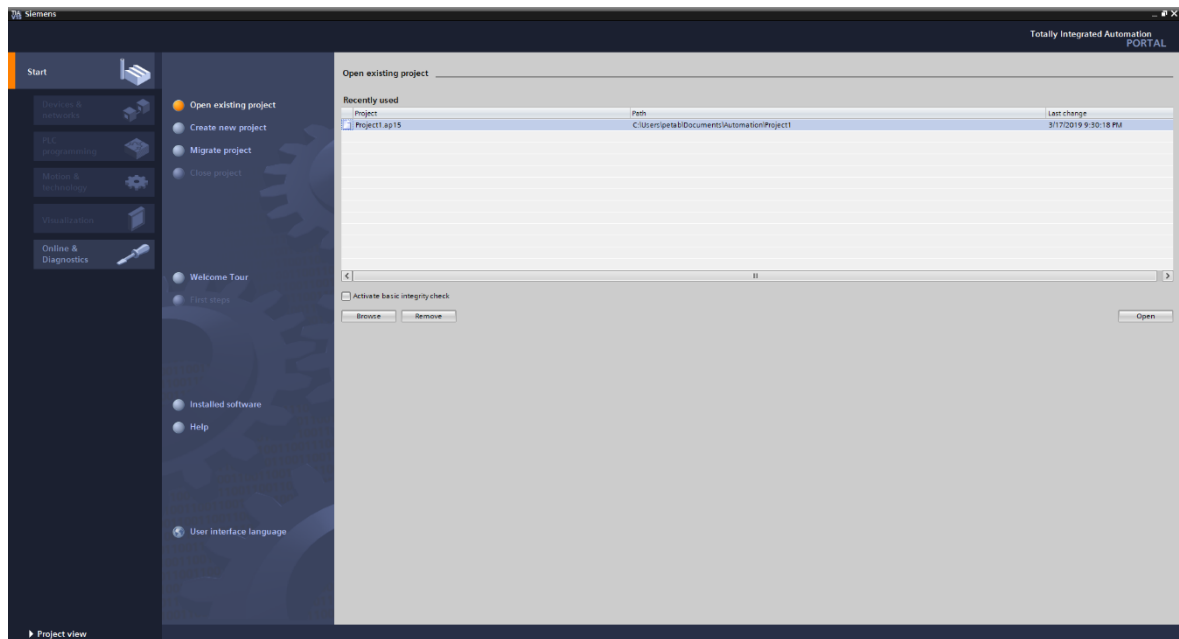 Siemens
Totally Integrated Automation
PORTAL
Start
Devices &
networks
PLC
programming
Motion &
technology
Visualization
Online &
Diagnostics
Open existing project
Create new project
Migrate project
Close project
Welcome Tour
First steps
Installed software
Help
User interface language
Open existing project
Recently used
Project Path Last change
Project1.ap15 C:\Users\petab\Documents\Automation\Project1 3/17/2019 9:30:18 PM
Activate basic integrity check
Browse Remove Open
Project view